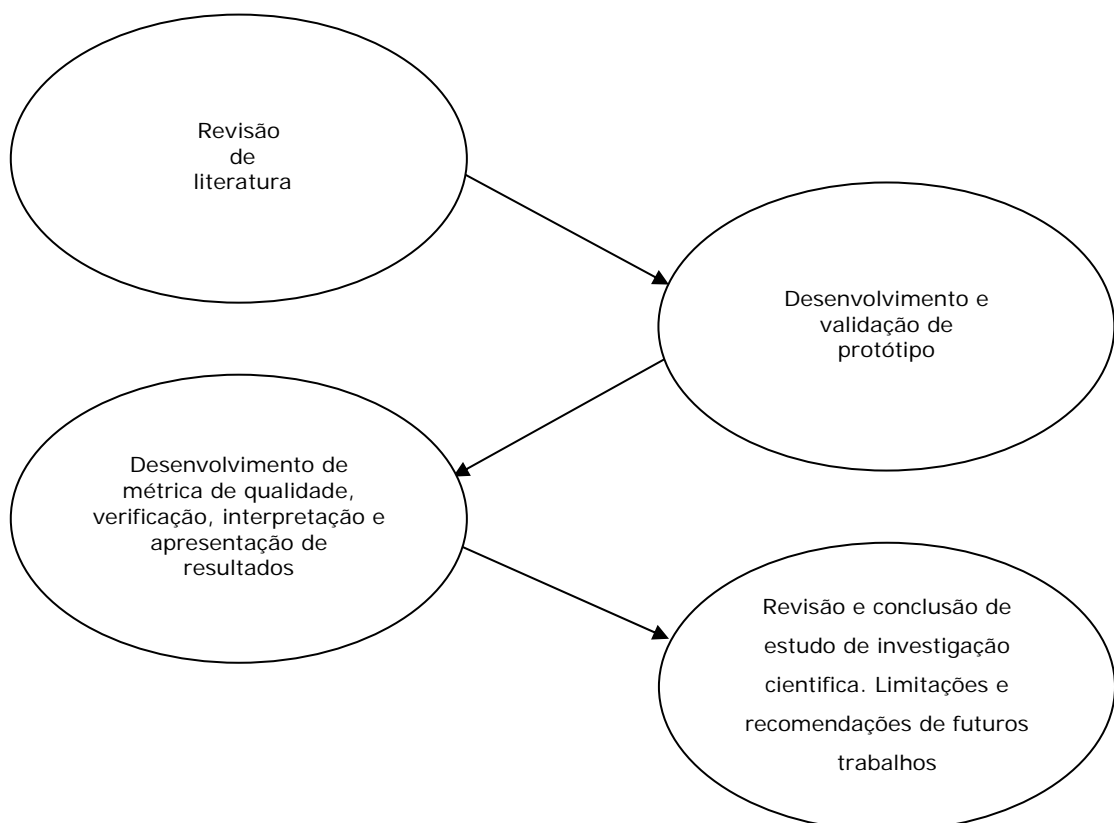 Revisão
de
literatura
Desenvolvimento e
validação de
protótipo
Desenvolvimento de
métrica de qualidade,
verificação, interpretação e
apresentação de
resultados
Revisão e conclusão de
estudo de investigação
cientifica. Limitações e
recomendações de futuros
trabalhos